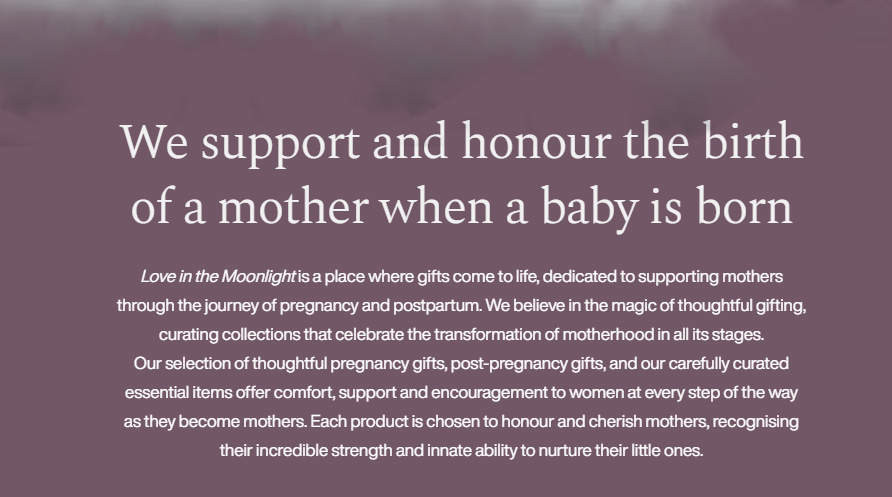 We support and honour the birth
of a mother when a baby is born
Love in the Moonlight is a place where gifts come to life, dedicated to supporting mothers
through the journey of pregnancy and postpartum. We believe in the magic of thoughtful gifting,
curating collections that celebrate the transformation of motherhood in all its stages.
Our selection of thoughtful pregnancy gifts, post-pregnancy gifts, and our carefully curated
essential items offer comfort, support and encouragement to women at every step of the way
as they become mothers. Each product is chosen to honour and cherish mothers, recognising
their incredible strength and innate ability to nurture their little ones.